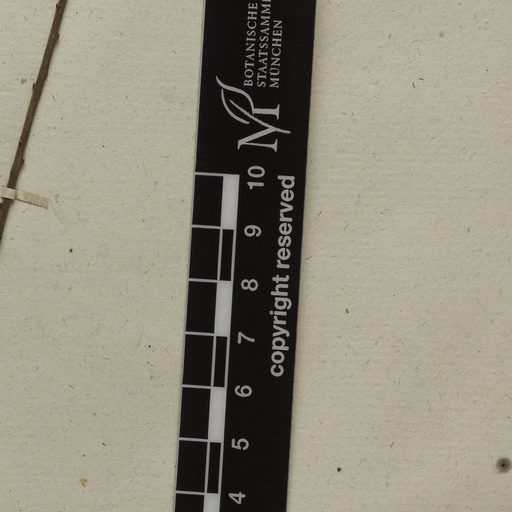 BOTANISCHE
STAATSSAMM
MÜNCHEN
M
10
9
8
7
6
5
4
copyright reserved